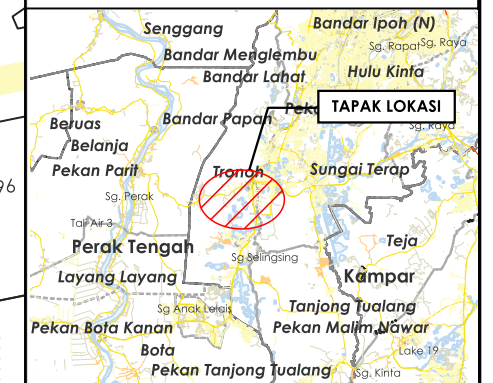 Senggang
Bandar Ipoh (N)
Sg. Rapat
Sg. Raya
Bandar Menglembu
Bandar Lahat
Hulu Kinta
TAPAK LOKASI
Bandar Papan
Sg. Raya
Beruas
Belanja
Pekan Parit
Tronoh
Sungai Terap
Sg. Perak
96
Tali Air 3
Perak Tengah
Teja
Sg Selingsing
Layang Layang
Kampar
Sg Anak Lelais
Tanjong Tualang
Pekan Bota Kanan
Pekan Malim Nawar
Bota
Lake 19
Pekan Tanjong Tualang
Sg. Kinta